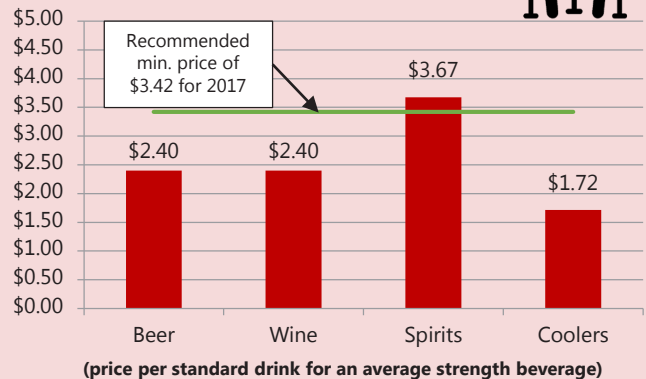 $5.00
$4.50
$4.00
$3.50
$3.00
$2.50
$2.00
$1.50
$1.00
$0.50
$0.00
Recommended
min. price of
$3.42 for 2017
$2.40
$2.40
$3.67
$1.72
Beer
Wine
Spirits
Coolers
(price per standard drink for an average strength beverage)